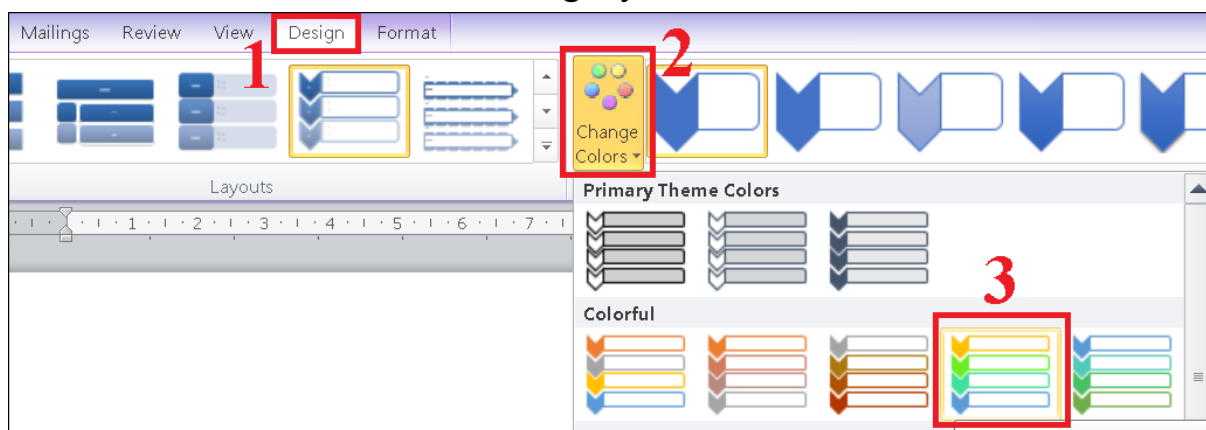 Mailings Review View Design Format
1
2
Change
Colors
Layouts
Primary Theme Colors
1 2 3 4 5 6 7
3
Colorful